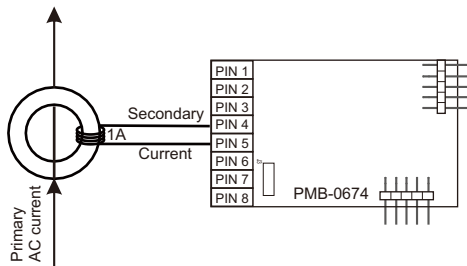 PIN 1
PIN 2
PIN 3
Secondary
PIN 4
1A
Current
PIN 5
PIN 6
PIN 7
PMB-0674
PIN 8
Primary
AC current